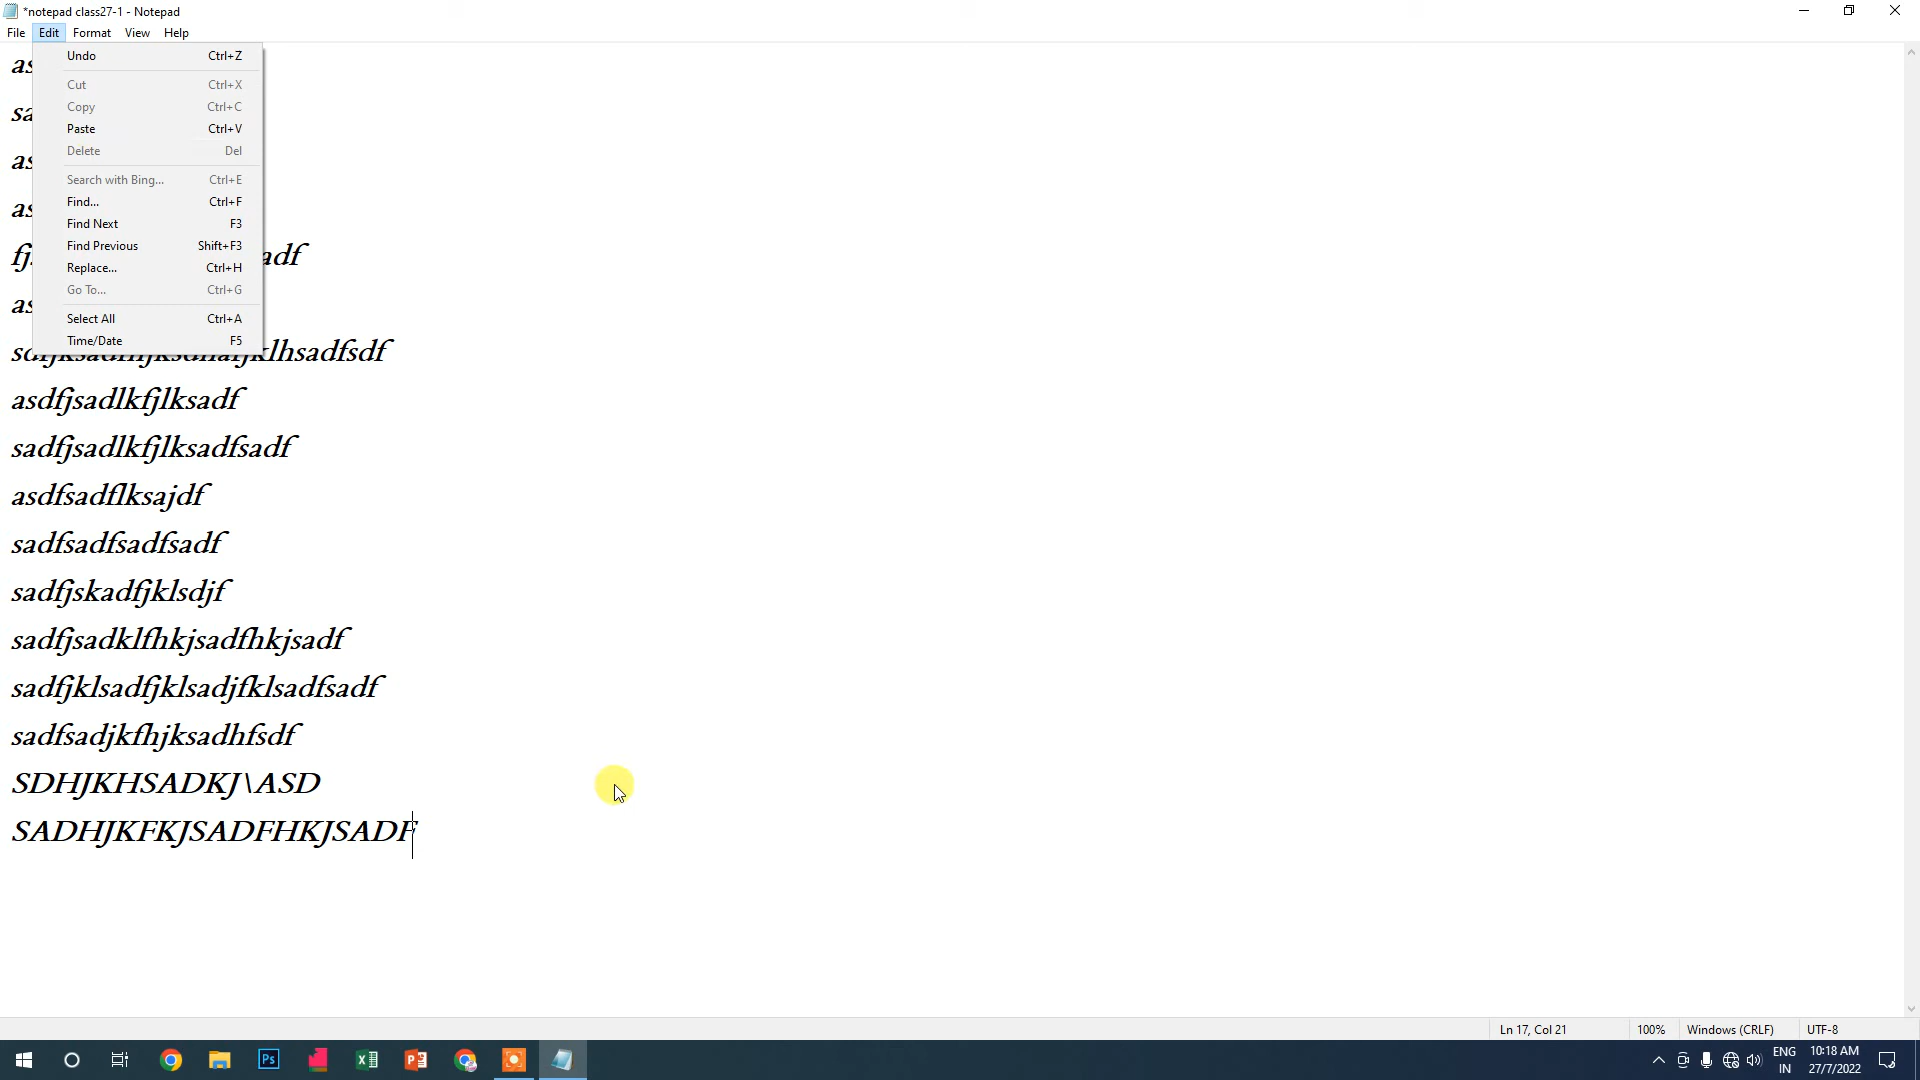 *notepad class27-1 - Notepad
File Edit Format View Help
Undo Ctrl+Z
Cut Ctrl+X
Copy Ctrl+C
Paste Ctrl+V
Delete Del
Search with Bing... Ctrl+E
Find... Ctrl+F
Find Next F3
Find Previous Shift+F3
Replace... Ctrl+H
Go To... Ctrl+G
Select All Ctrl+A
Time/Date F5
asdfjsadlkfjlksadf
sadfjsadlkfjlksadfsadf
asdfsadflksajdf
sadfsadfsadfsadf
sadfjskadfjklsdjf
sadfjsadklfhkjsadfhkjsadf
sadfjklsadfjklsadjfklsadfsadf
sadfsadjkfhjksadhfsdf
SDHJKHSADKJ\ASD
SADHJKFKJSADFHKJSADF
Ln 17, Col 21 100% Windows (CRLF) UTF-8
Ps
ENG
IN
10:18 AM
27/7/2022